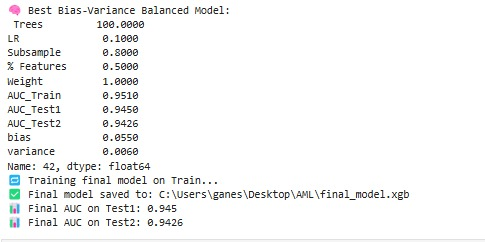 🧠 Best Bias-Variance Balanced Model:
Trees 100.0000
LR 0.1000
Subsample 0.8000
% Features 0.5000
Weight 1.0000
AUC_Train 0.9510
AUC_Test1 0.9450
AUC_Test2 0.9426
bias 0.0550
variance 0.0060
Name: 42, dtype: float64
🔁 Training final model on Train...
✅ Final model saved to: C:\Users\ganes\Desktop\AML\final_model.xgb
📊 Final AUC on Test1: 0.945
📊 Final AUC on Test2: 0.9426